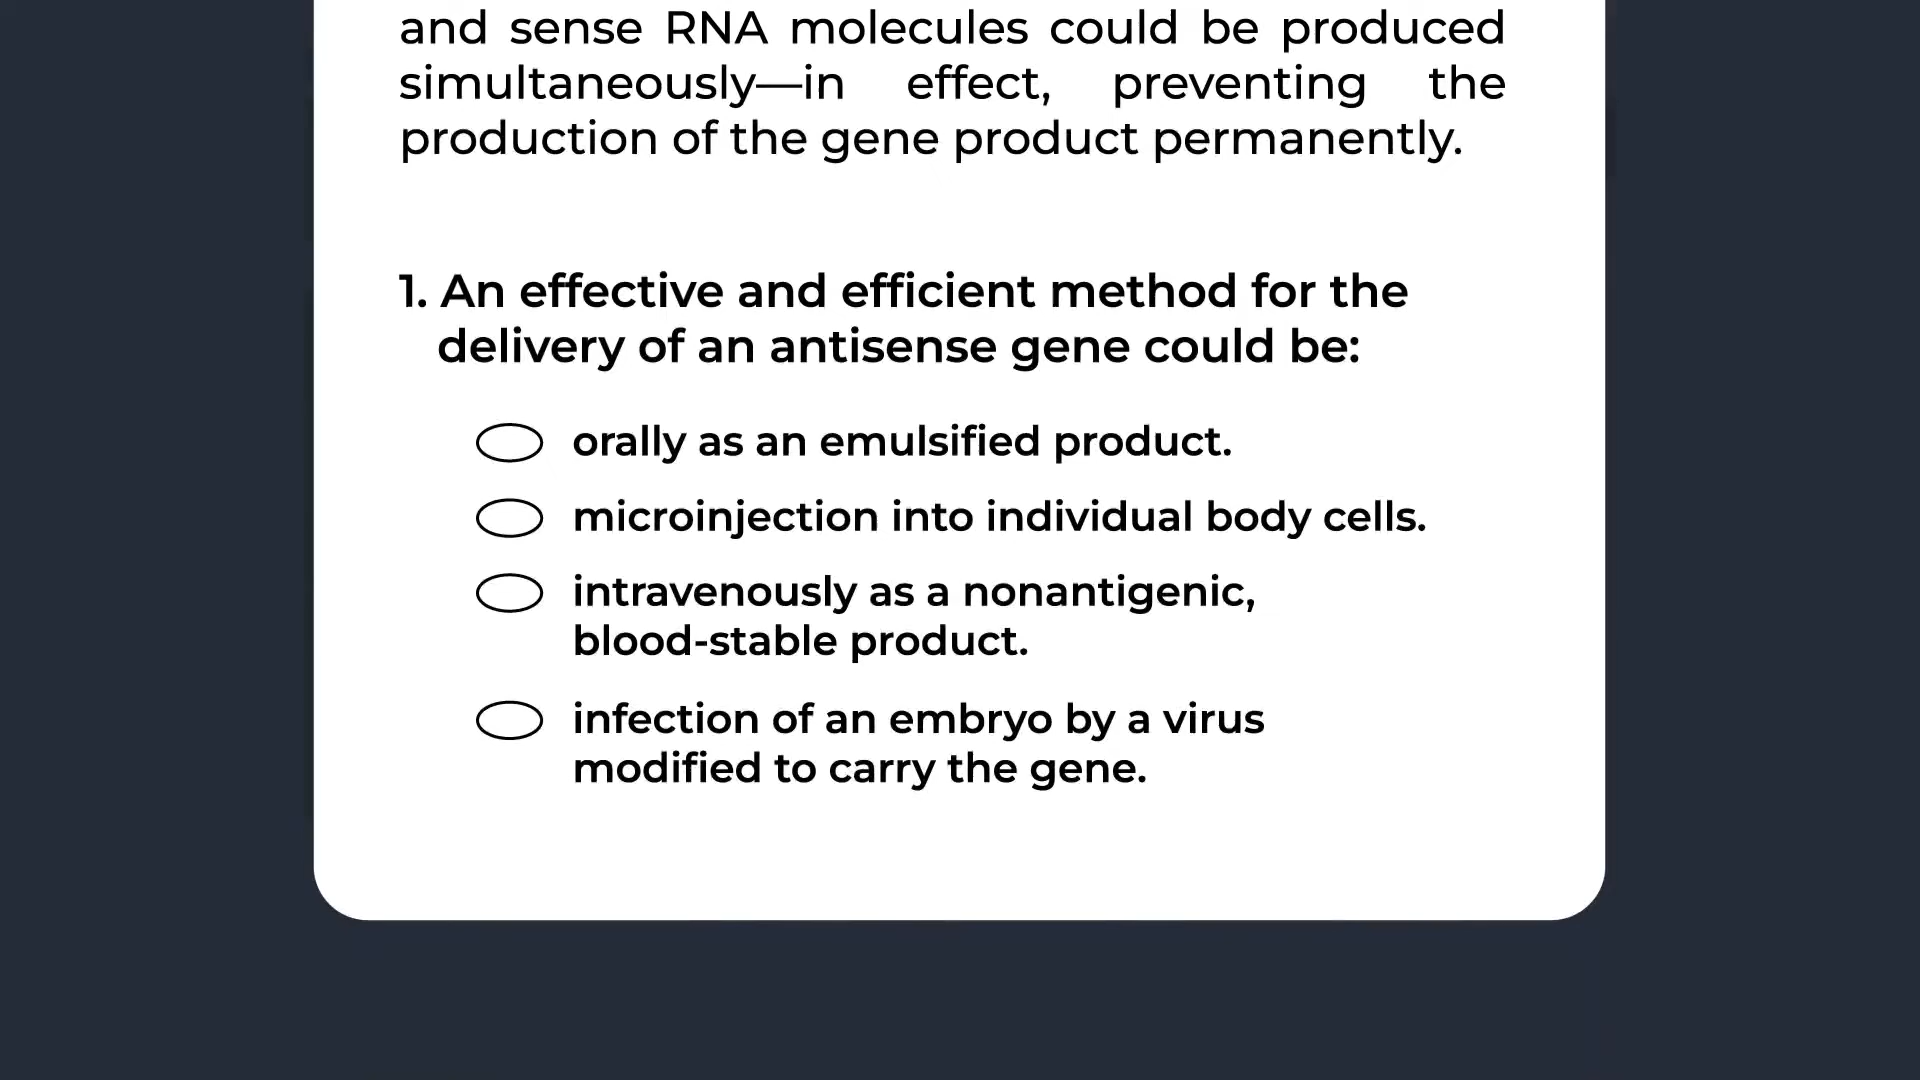 and sense RNA molecules could be produced
simultaneously—in effect, preventing the
production of the gene product permanently.
1. An effective and efficient method for the
delivery of an antisense gene could be:
orally as an emulsified product.
microinjection into individual body cells.
intravenously as a nonantigenic,
blood-stable product.
infection of an embryo by a virus
modified to carry the gene.